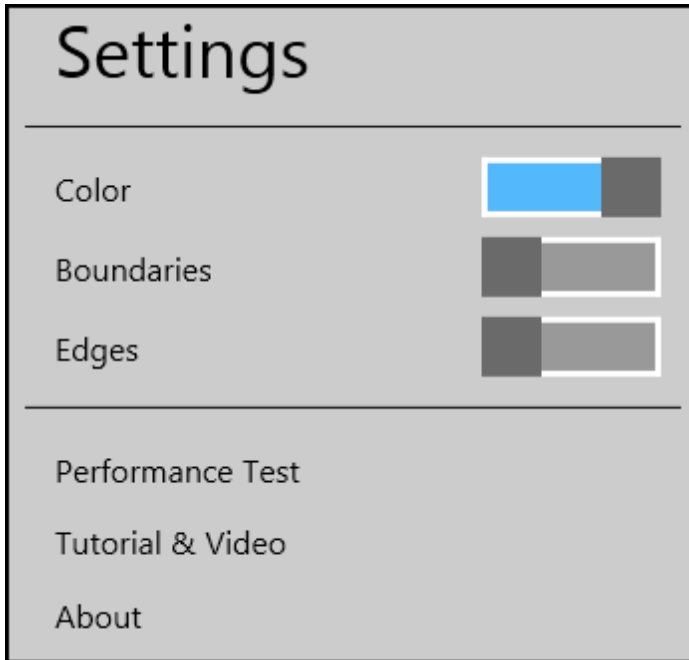 Settings
Color
Boundaries
Edges
Performance Test
Tutorial & Video
About